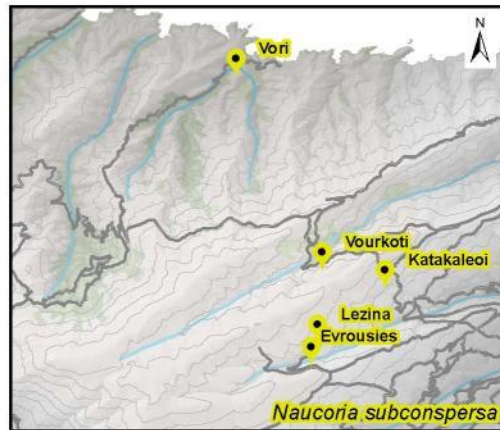 N
Vori
Vourkoti
Katakaleoi
Lezina
Evrousies
Naucoria subconspersa